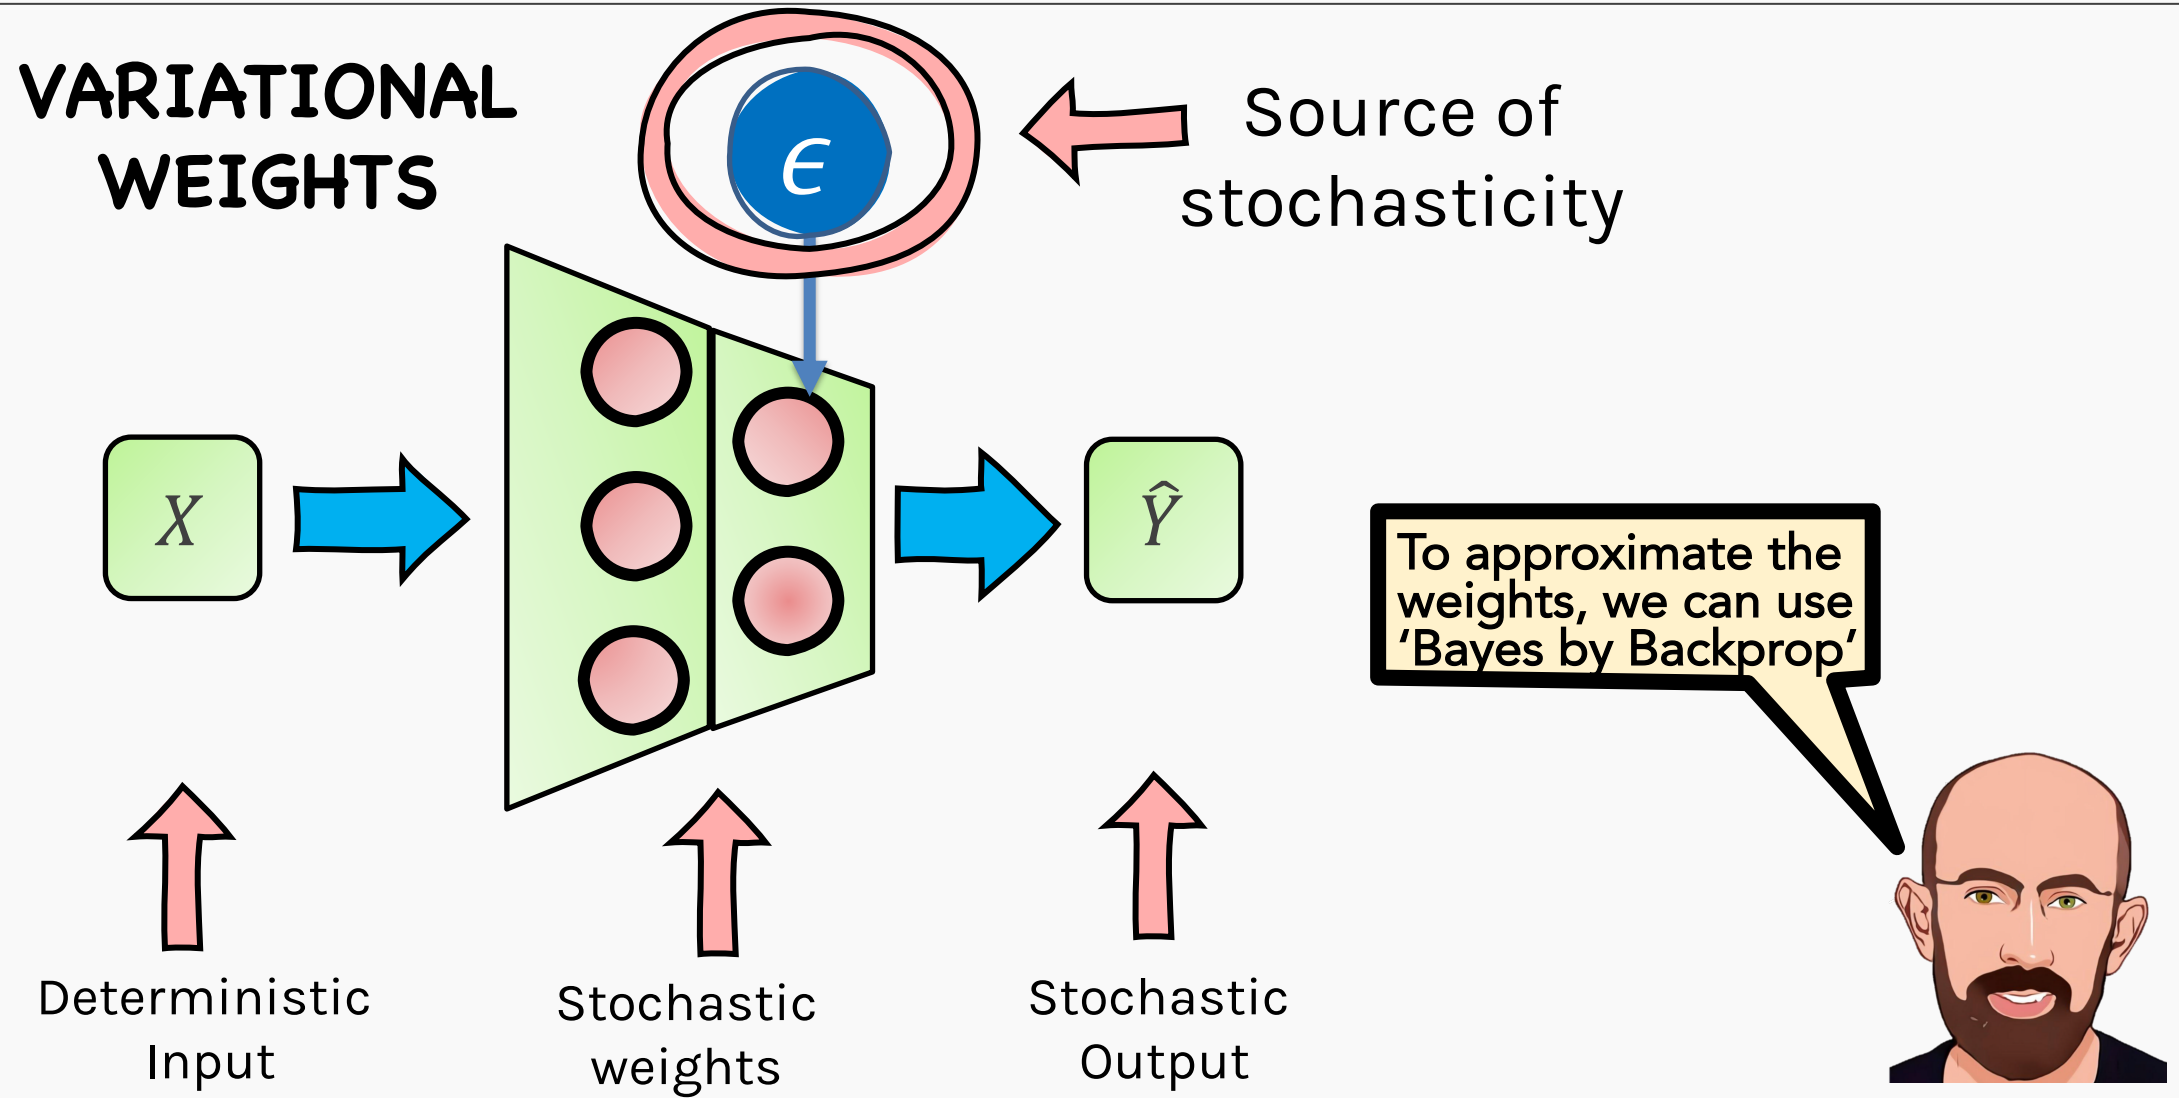 VARIATIONAL
WEIGHTS
ϵ
Source of
stochasticity
X
Ŷ
To approximate the
weights, we can use
‘Bayes by Backprop’
Deterministic
Input
Stochastic
weights
Stochastic
Output